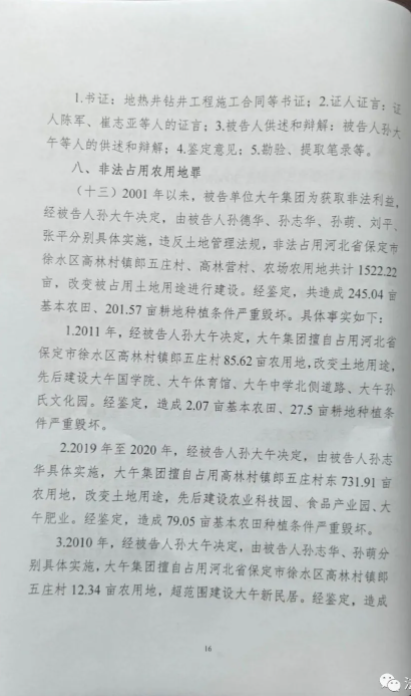 1.书证：地热井钻井工程施工合同等书证；2.证人证言：证
人陈军、崔志亚等人的证言；3.被告人供述和辩解：被告人孙大
午等人的供述和辩解；4.鉴定意见；5.勘验、提取笔录等。
八、非法占用农用地罪
（十三）2001 年以来，被告单位大午集团为获取非法利益，
经被告人孙大午决定，由被告人孙德华、孙志华、孙萌、刘平、
张平分别具体实施，违反土地管理法规，非法占用河北省保定市
徐水区高林村镇郎五庄村、高林营村、农场农用地共计 1522.22
亩，改变被占用土地用途进行建设。经鉴定，共造成 245.04 亩
基本农田、201.57 亩耕地种植条件严重毁坏。具体事实如下：
1.2011 年，经被告人孙大午决定，大午集团擅自占用河北省
保定市徐水区高林村镇郎五庄村 85.62 亩农用地，改变土地用途，
先后建设大午国学院、大午体育馆、大午中学北侧道路、大午孙
氏文化园。经鉴定，造成 2.07 亩基本农田、27.5 亩耕地种植条
件严重毁坏。
2.2019 年至 2020 年，经被告人孙大午决定，由被告人孙志
华具体实施，大午集团擅自占用高林村镇郎五庄村东 731.91 亩
农用地，改变土地用途，先后建设农业科技园、食品产业园、大
午肥业。经鉴定，造成 79.05 亩基本农田种植条件严重毁坏。
3.2010 年，经被告人孙大午决定，由被告人孙志华、孙萌分
别具体实施，大午集团擅自占用河北省保定市徐水区高林村镇郎
五庄村 12.34 亩农用地，超范围建设大午新民居。经鉴定，造成
16